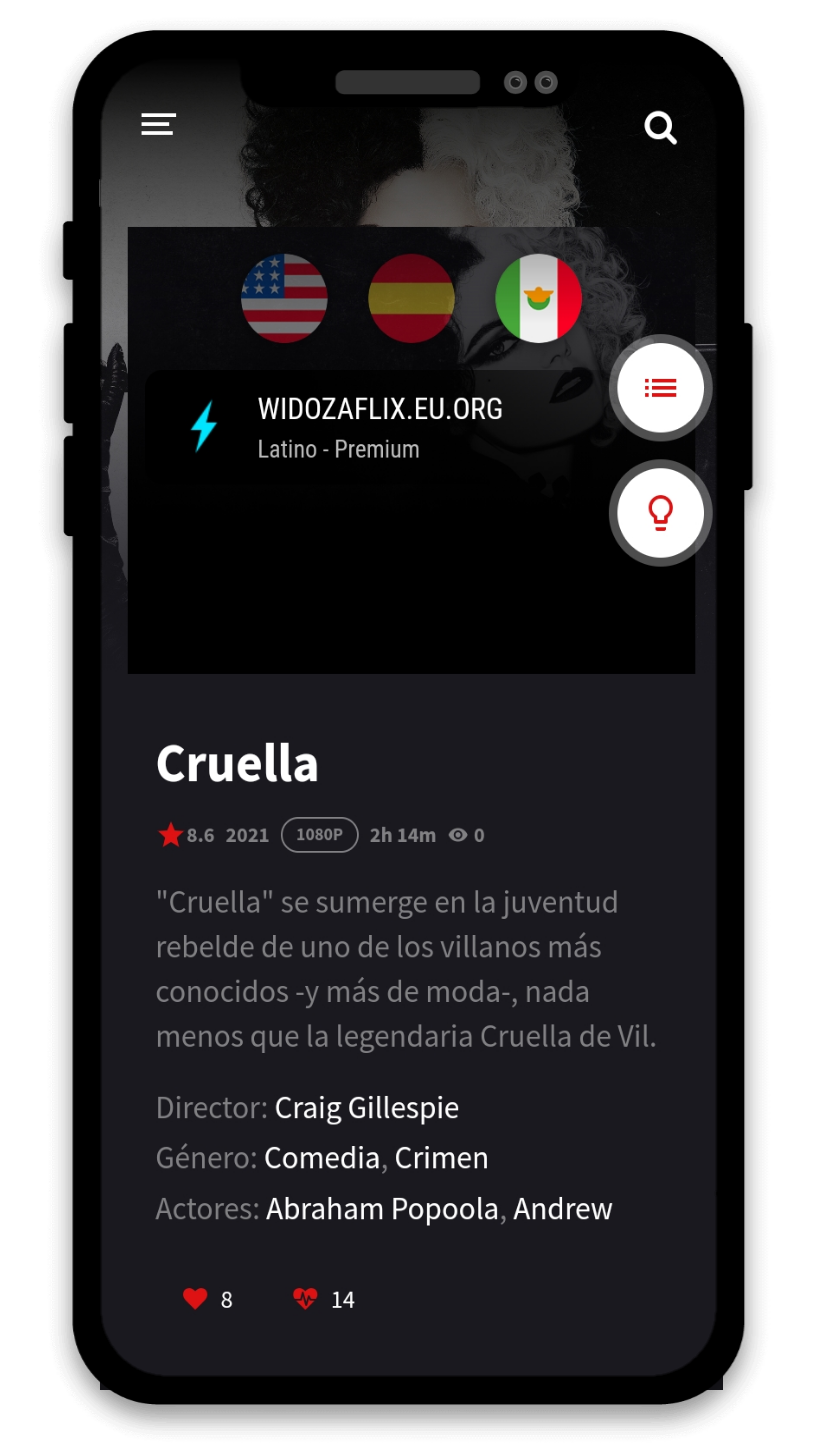 WIDOZAFLIX.EU.ORG
Latino - Premium
Cruella
8.6 2021 1080P 2h 14m 0
"Cruella" se sumerge en la juventud
rebelde de uno de los villanos más
conocidos -y más de moda-, nada
menos que la legendaria Cruella de Vil.
Director: Craig Gillespie
Género: Comedia, Crimen
Actores: Abraham Popoola, Andrew
8 14